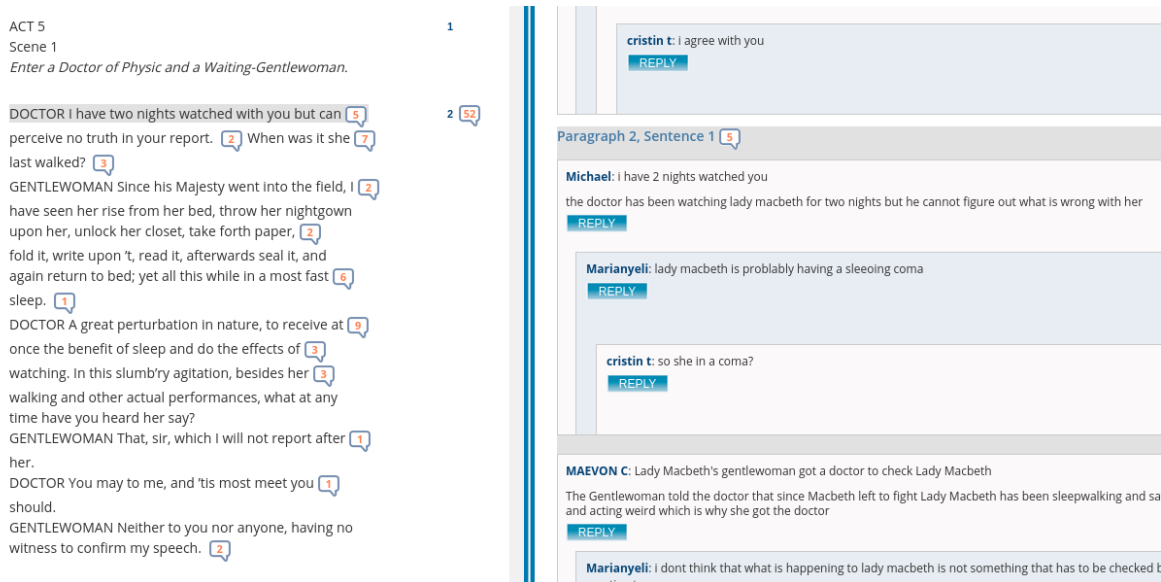 ACT 5
1
Scene 1
Enter a Doctor of Physic and a Waiting-Gentlewoman.
DOCTOR I have two nights watched with you but can 5
2 52
perceive no truth in your report. 2 When was it she 7
last walked? 3
GENTLEWOMAN Since his Majesty went into the field, I 2
have seen her rise from her bed, throw her nightgown
upon her, unlock her closet, take forth paper, 2
fold it, write upon ’t, read it, afterwards seal it, and
again return to bed; yet all this while in a most fast 6
sleep. 1
DOCTOR A great perturbation in nature, to receive at 9
once the benefit of sleep and do the effects of 3
watching. In this slumb’ry agitation, besides her 3
walking and other actual performances, what at any
time have you heard her say?
GENTLEWOMAN That, sir, which I will not report after 1
her.
DOCTOR You may to me, and ’tis most meet you 1
should.
GENTLEWOMAN Neither to you nor anyone, having no
witness to confirm my speech. 2
cristin t: i agree with you
REPLY
Paragraph 2, Sentence 1 5
Michael: i have 2 nights watched you
the doctor has been watching lady macbeth for two nights but he cannot figure out what is wrong with her
REPLY
Marianyeli: lady macbeth is problably having a sleeoing coma
REPLY
cristin t: so she in a coma?
REPLY
MAEVON C: Lady Macbeth's gentlewoman got a doctor to check Lady Macbeth
The Gentlewoman told the doctor that since Macbeth left to fight Lady Macbeth has been sleepwalking and sa
and acting weird which is why she got the doctor
REPLY
Marianyeli: i dont think that what is happening to lady macbeth is not something that has to be checked b